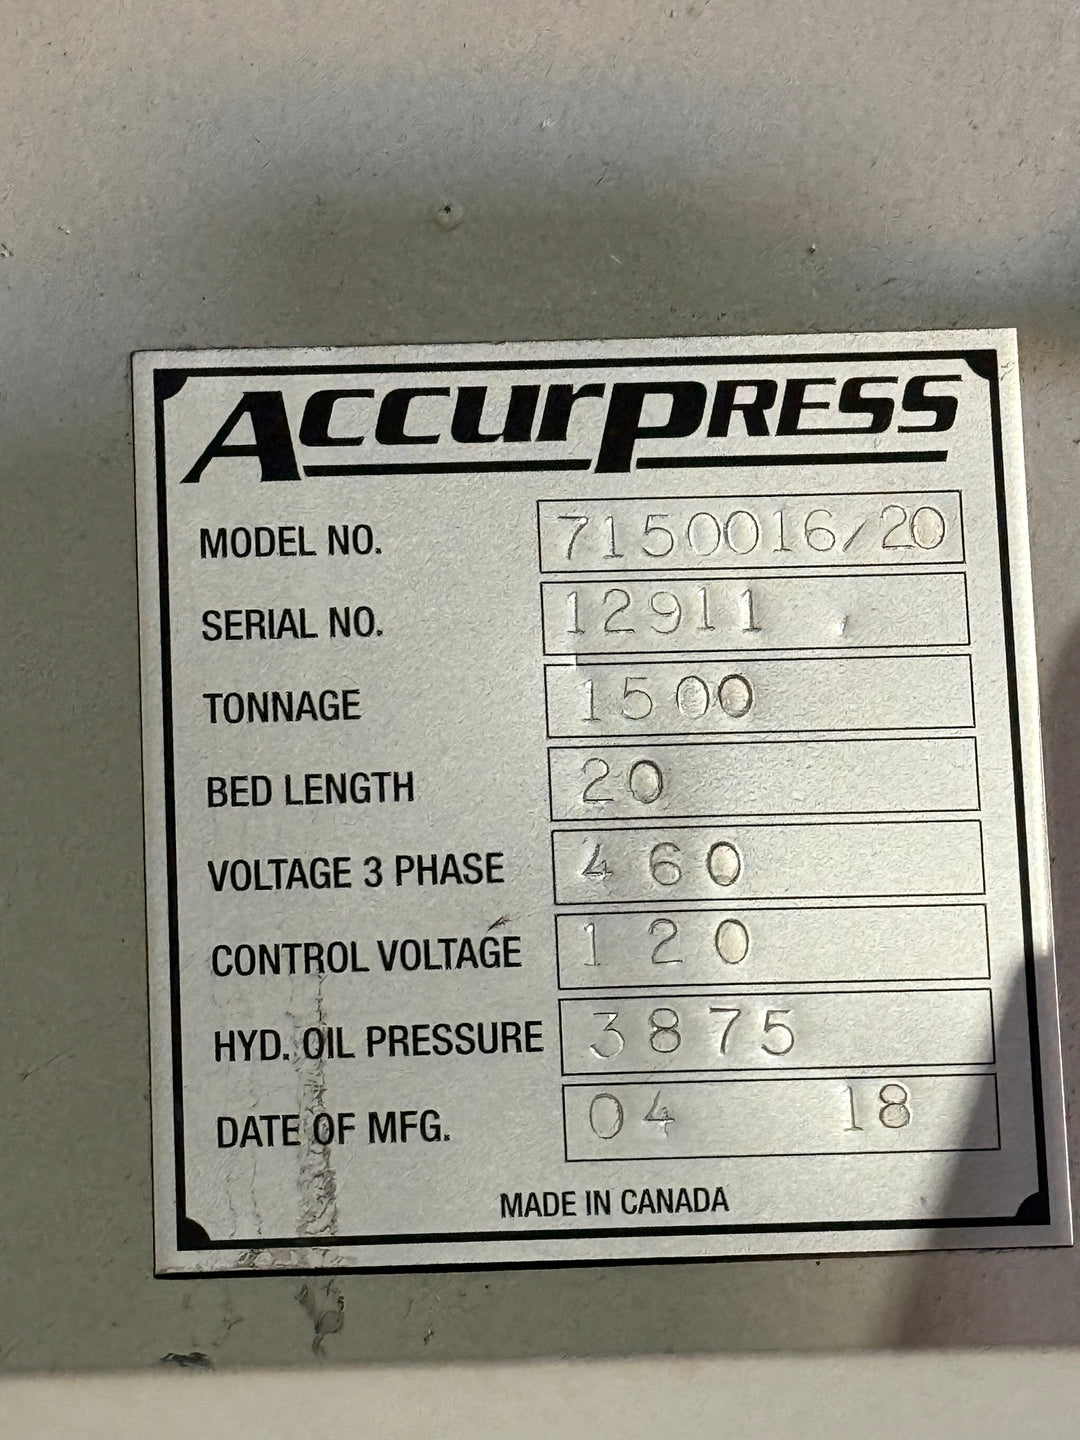 ACCURPRESS
MODEL NO. 7150016/20
SERIAL NO. 12911
TONNAGE 1500
BED LENGTH 20
VOLTAGE 3 PHASE 460
CONTROL VOLTAGE 120
HYD. OIL PRESSURE 3875
DATE OF MFG. 04 18
MADE IN CANADA